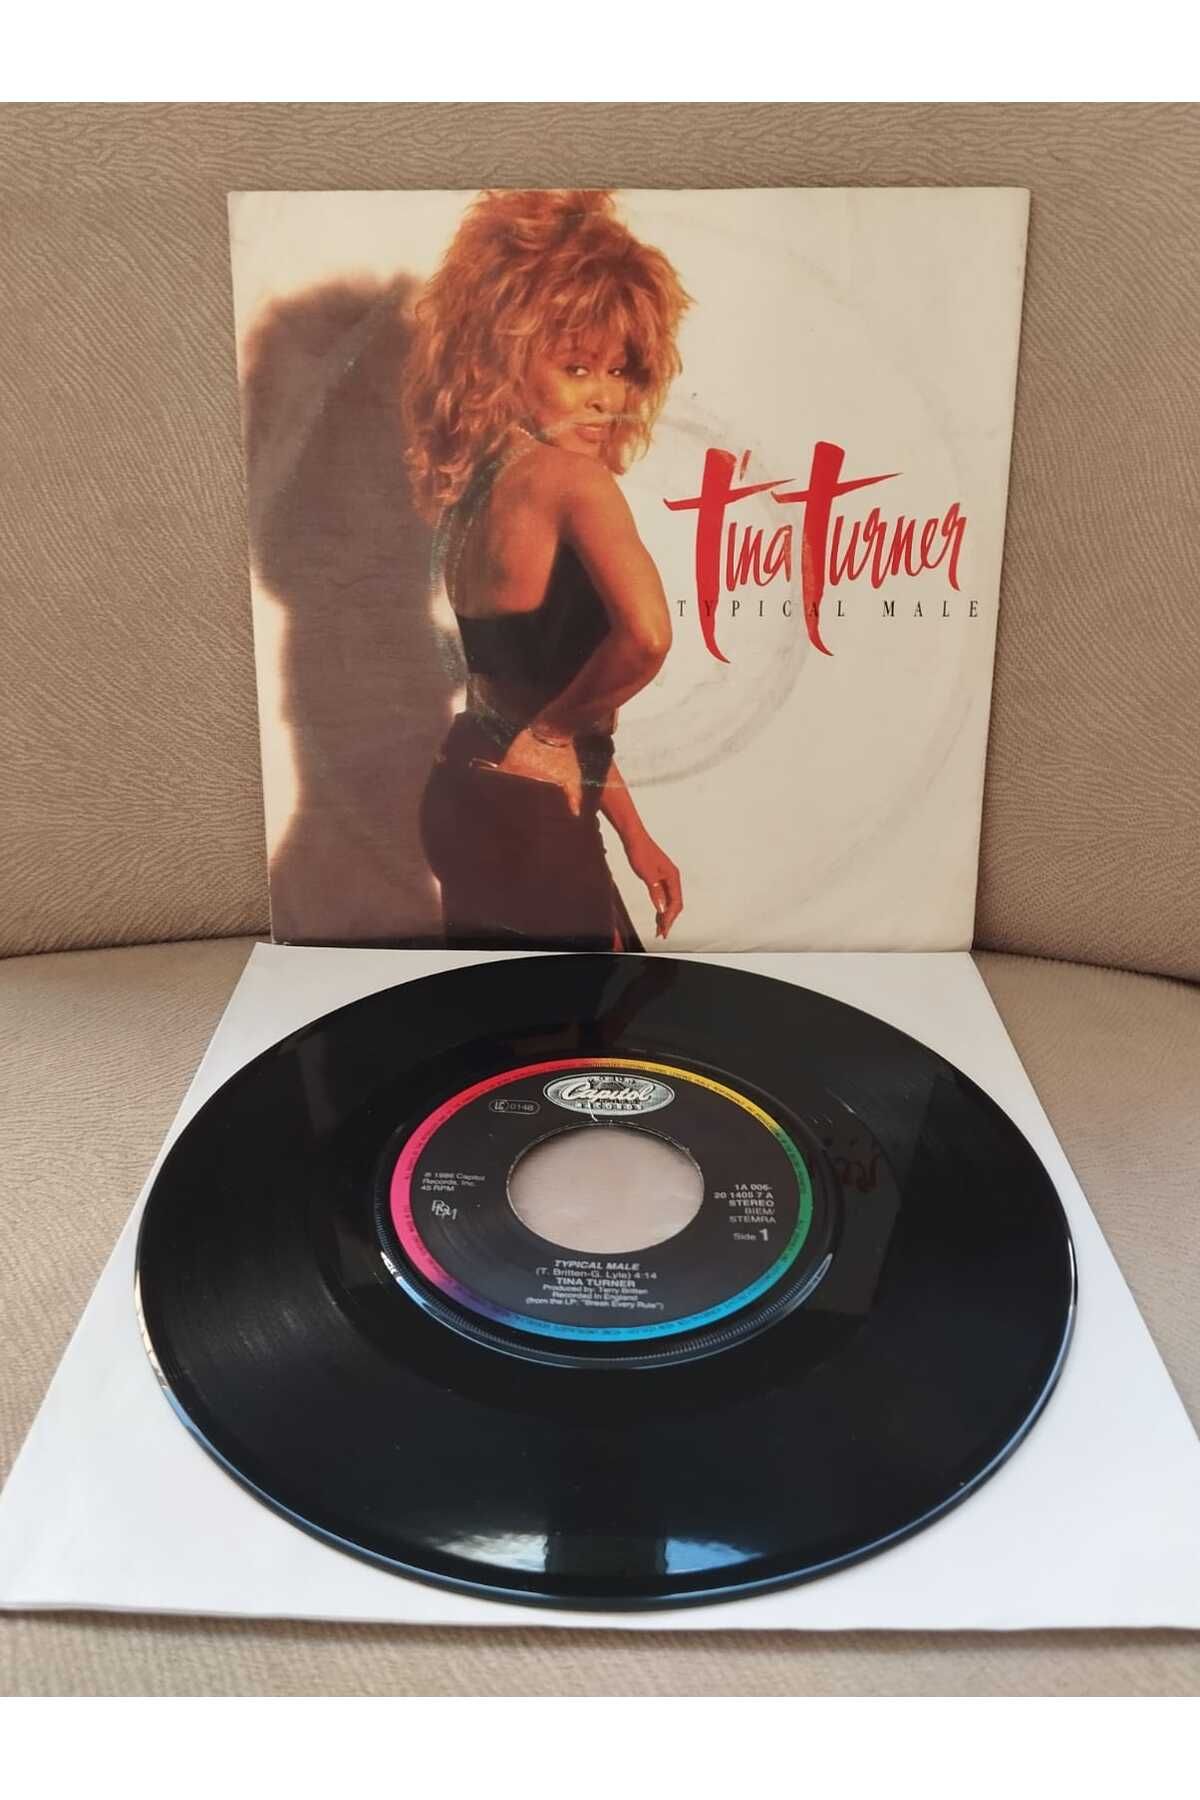 Tina Turner
TYPICAL MALE
Capitol
RECORDS
LC 0148
℗ 1986 Capitol
Records, Inc.
45 RPM
1A 006-
20 1405 7 A
STEREO
BIEM/
STEMRA
Side 1
TYPICAL MALE
(T. Britten-G. Lyle) 4:14
TINA TURNER
Produced by: Terry Britten
Recorded in England
(from the LP: "Break Every Rule")